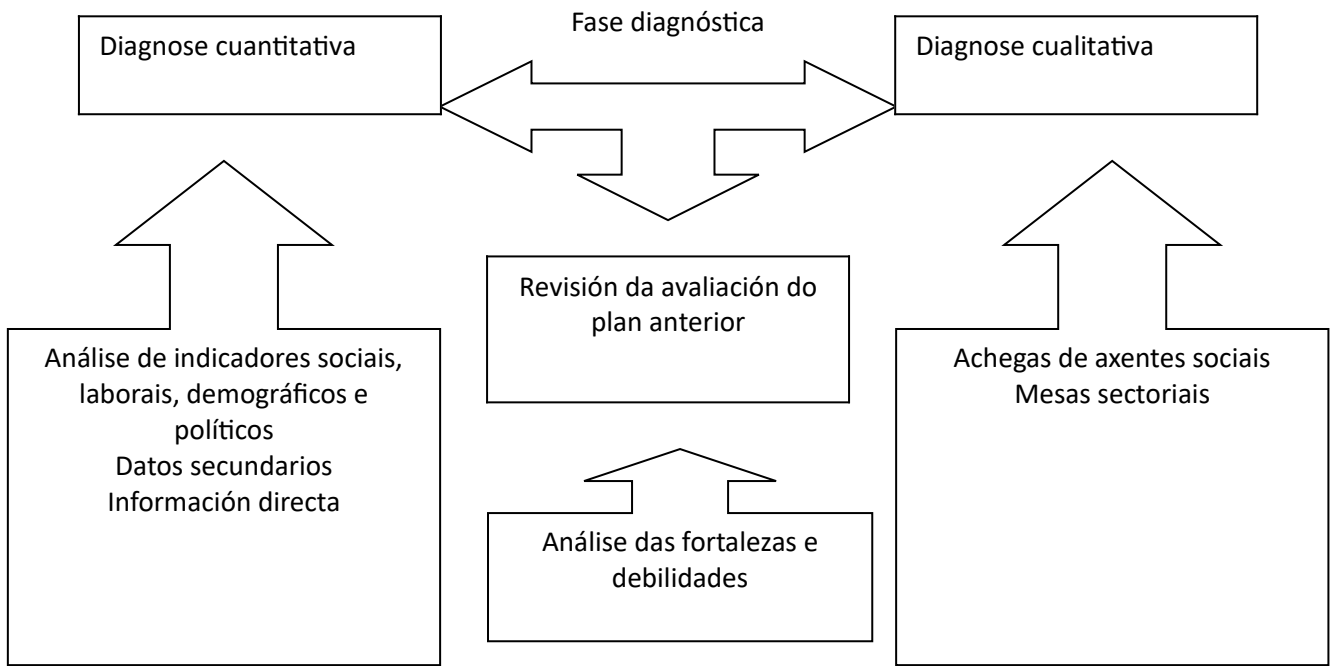 Fase diagnóstica
Diagnose cuantitativa
Diagnose cualitativa
Revisión da avaliación do
plan anterior
Análise de indicadores sociais,
laborais, demográficos e
políticos
Datos secundarios
Información directa
Achegas de axentes sociais
Mesas sectoriais
Análise das fortalezas e
debilidades